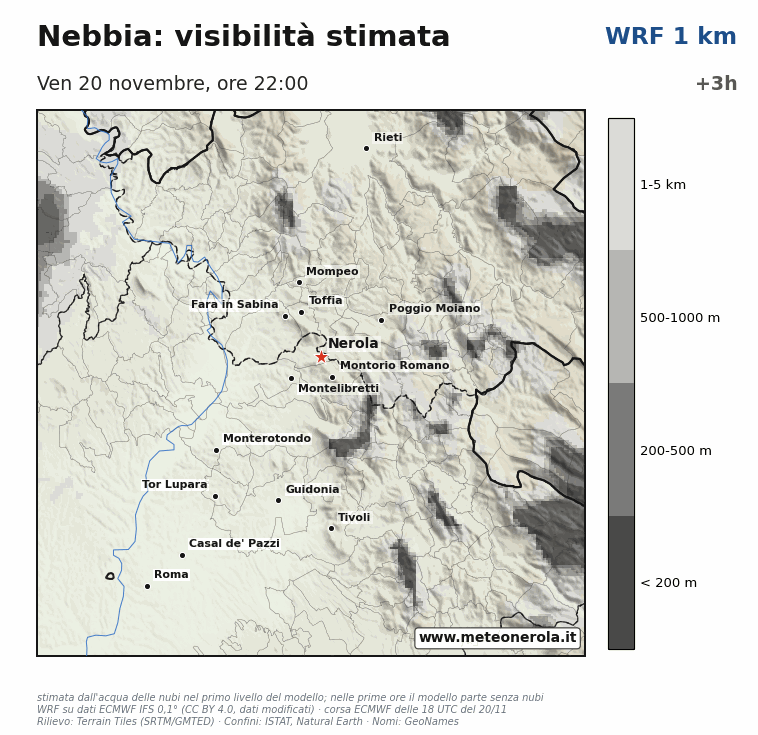 Nebbia: visibilità stimata
WRF 1 km
Ven 20 novembre, ore 22:00
+3h
Rieti
1-5 km
Mompeo
Fara in Sabina
Toffia
Poggio Moiano
500-1000 m
Nerola
Montorio Romano
Montelibretti
Monterotondo
200-500 m
Tor Lupara
Guidonia
Tivoli
Casal de' Pazzi
Roma
< 200 m
www.meteonerola.it
stimata dall'acqua delle nubi nel primo livello del modello; nelle prime ore il modello parte senza nubi
WRF su dati ECMWF IFS 0,1° (CC BY 4.0, dati modificati) · corsa ECMWF delle 18 UTC del 20/11
Rilievo: Terrain Tiles (SRTM/GMTED) · Confini: ISTAT, Natural Earth · Nomi: GeoNames